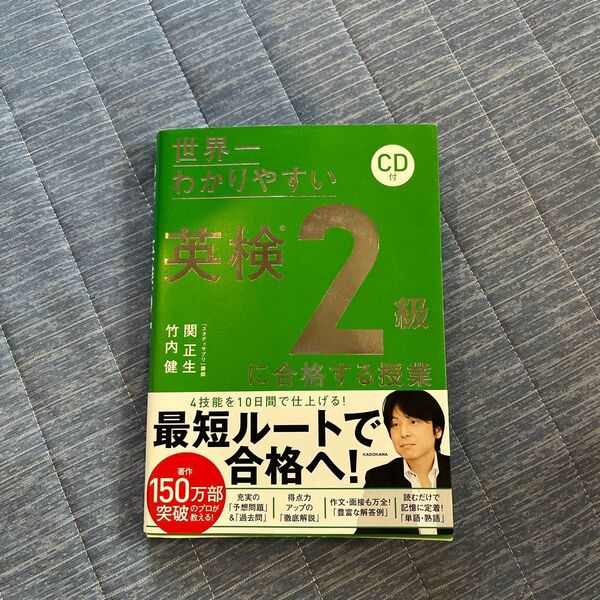 世界一
わかりやすい
CD
付
英検®
2
級
に合格する授業
「スタディサプリ」講師
関 正生
竹内 健
4技能を10日間で仕上げる!
最短ルートで
合格へ!
KADOKAWA
著作
150万部
突破のプロが
教える!
充実の
「予想問題」
&「過去問」
得点力
アップの
「徹底解説」
作文・面接も万全!
「豊富な解答例」
読むだけで
記憶に定着!
「単語・熟語」